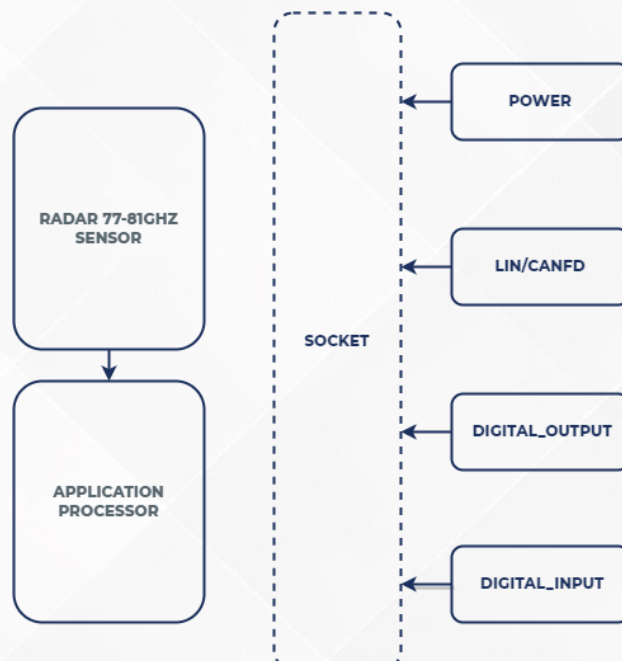 POWER
RADAR 77-81GHZ
SENSOR
LIN/CANFD
SOCKET
DIGITAL_OUTPUT
APPLICATION
PROCESSOR
DIGITAL_INPUT